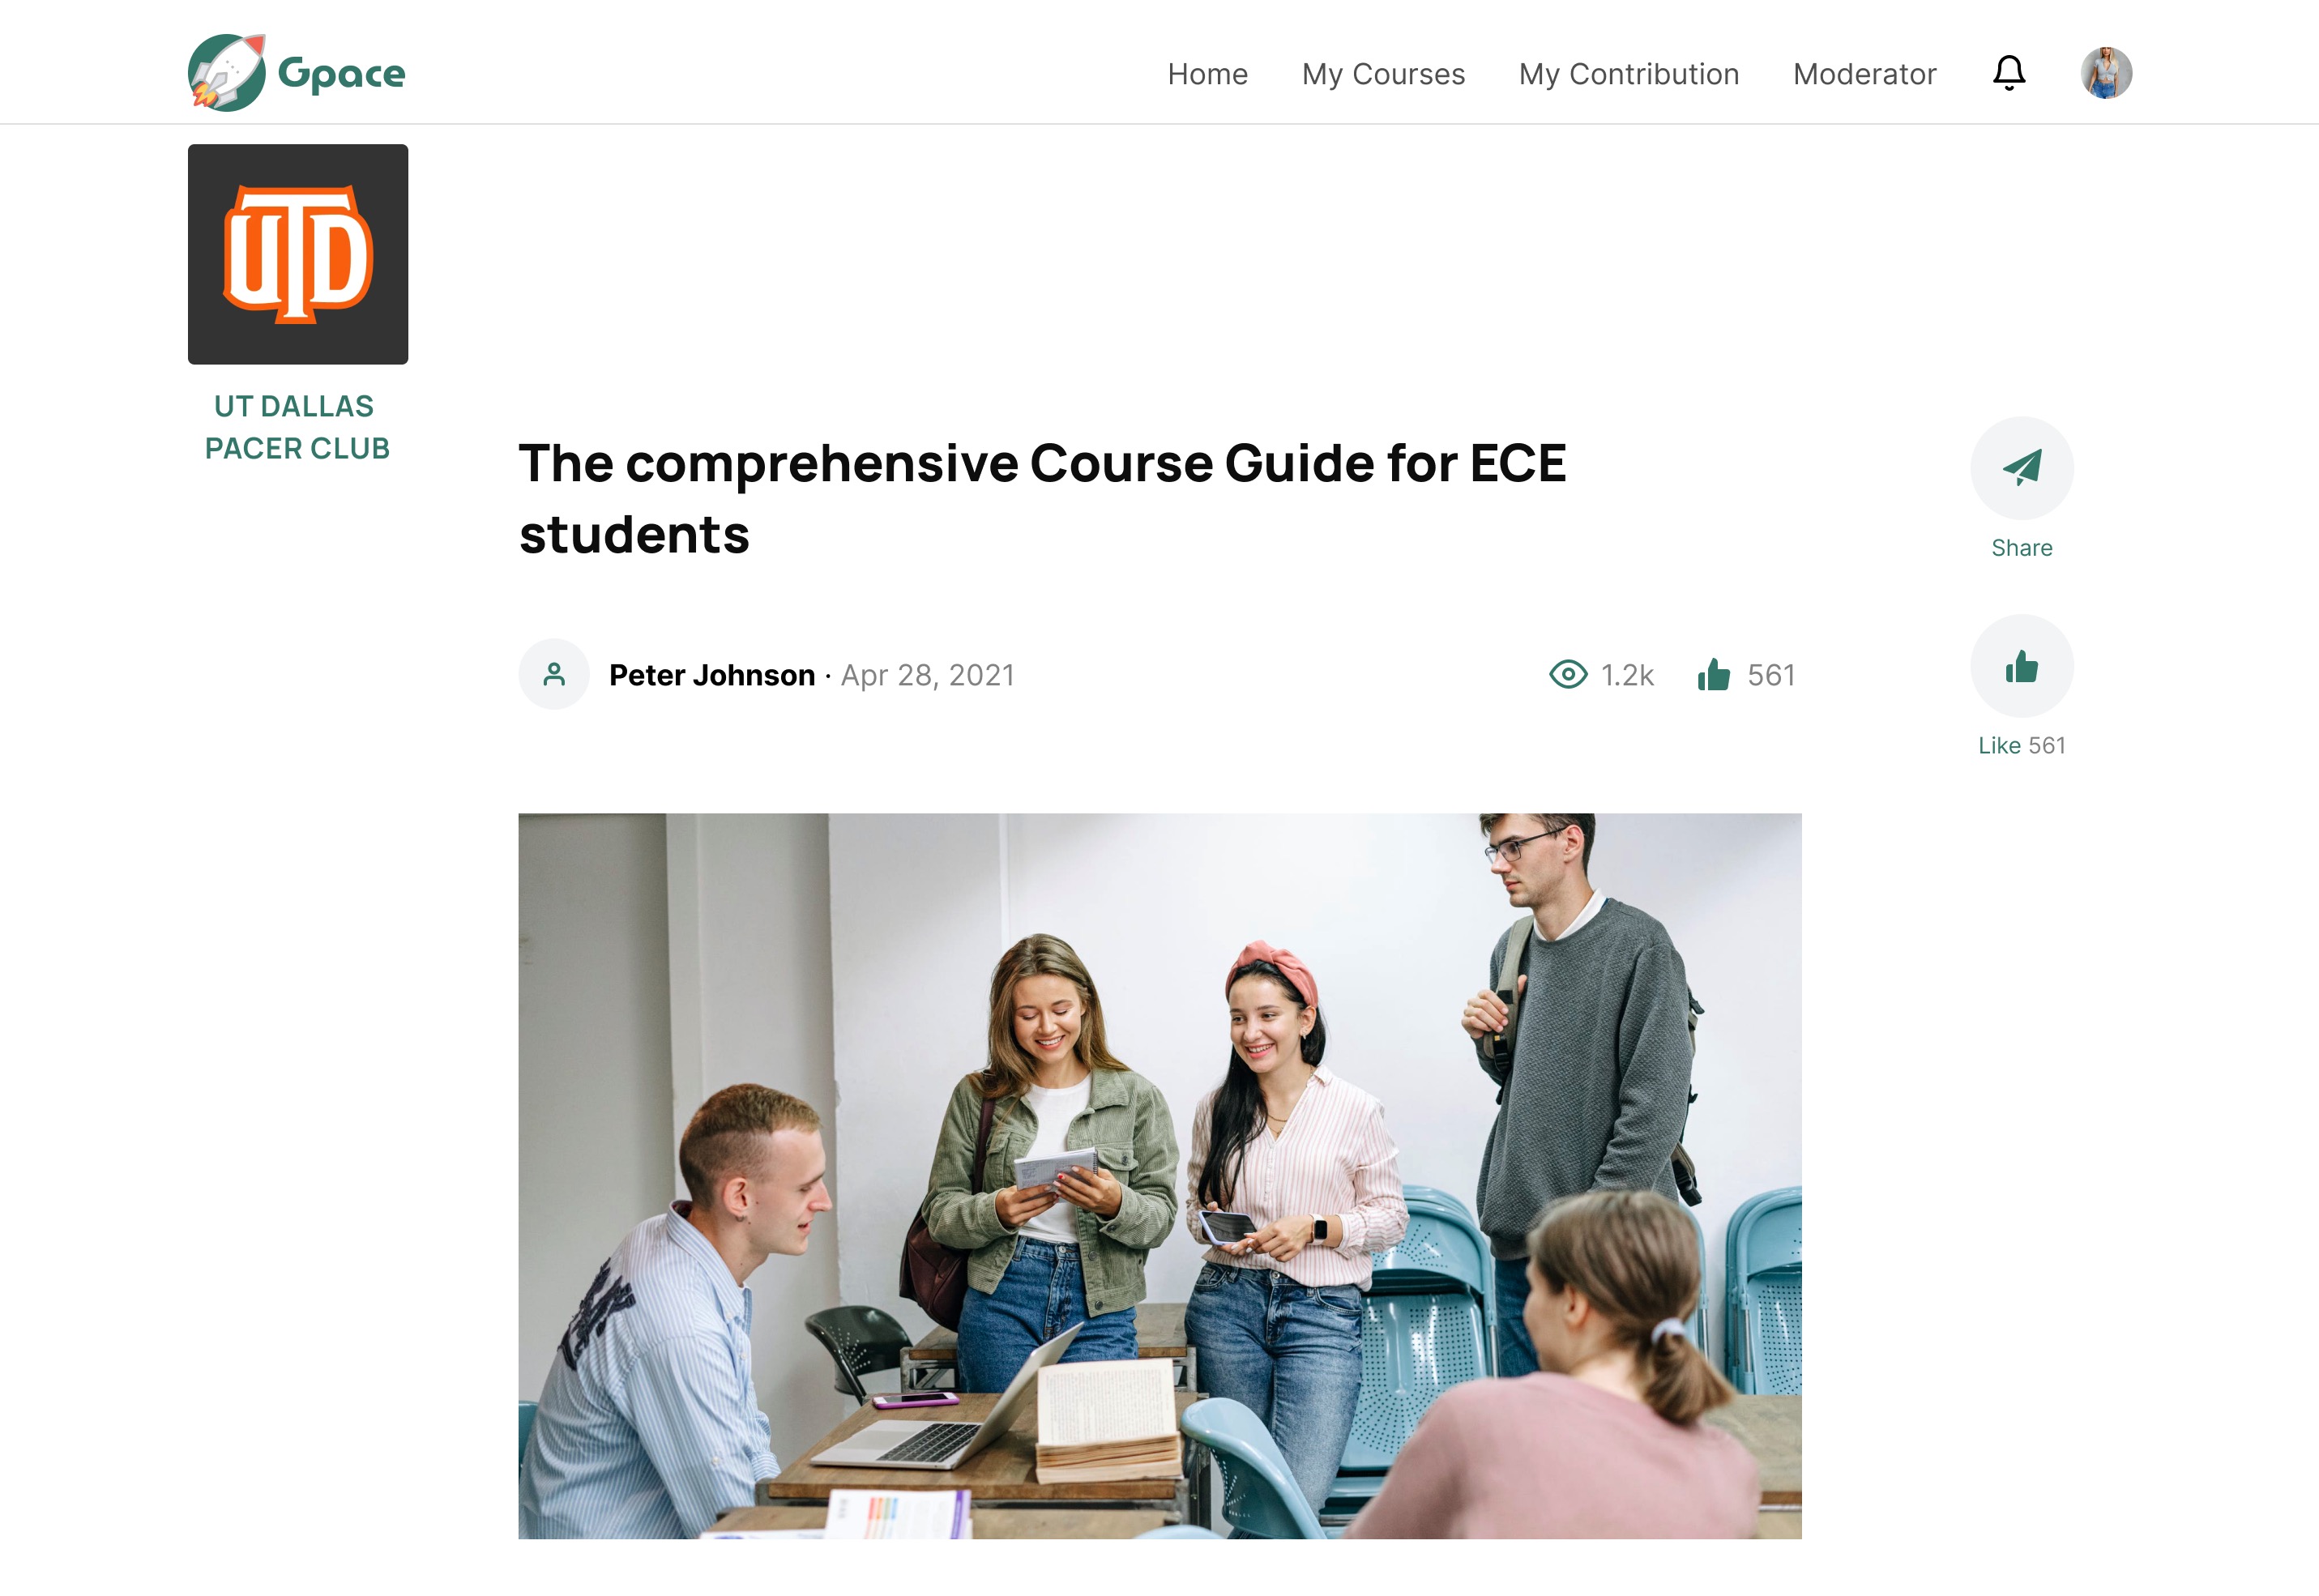 Gpace
Home
My Courses
My Contribution
Moderator
UTD
UT DALLAS
PACER CLUB
The comprehensive Course Guide for ECE
students
Share
Peter Johnson · Apr 28, 2021
1.2k
561
Like 561